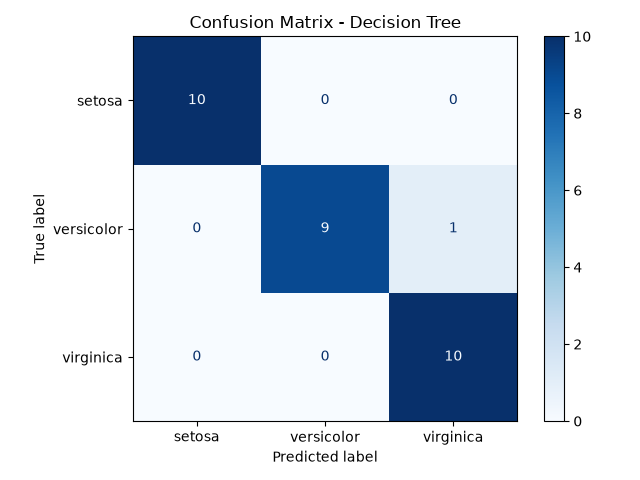 Confusion Matrix - Decision Tree
True label
setosa 10 0 0
versicolor 0 9 1
virginica 0 0 10
setosa versicolor virginica
Predicted label
10
8
6
4
2
0